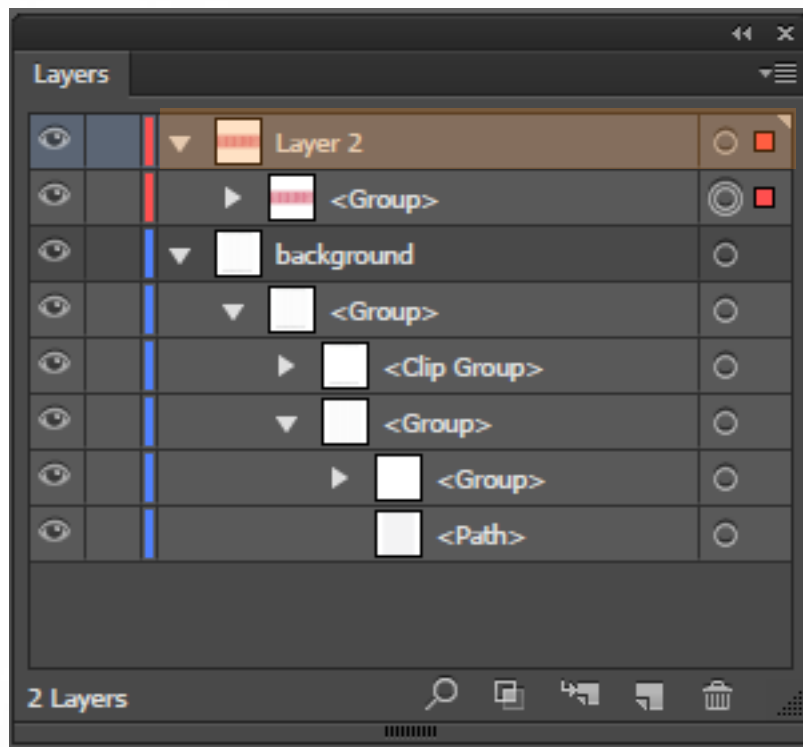 Layers
Layer 2
<Group>
background
<Group>
<Clip Group>
<Group>
<Group>
<Path>
2 Layers